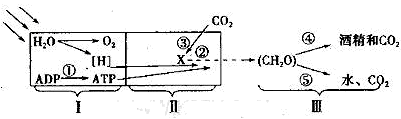 CO₂
④ 酒精和CO₂
H₂O O₂ ③ ②
[H] X (CH₂O)
① ⑤
ADP ATP 水、CO₂
Ⅰ Ⅱ Ⅲ